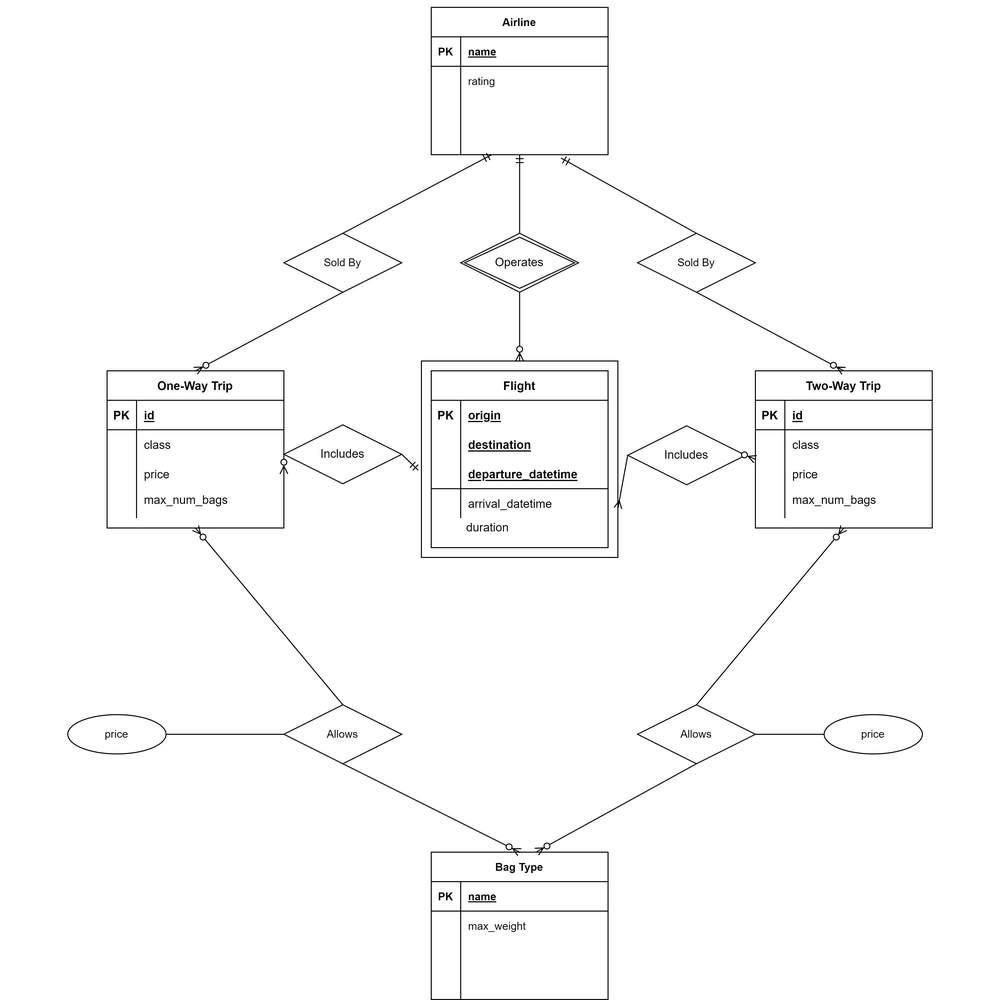 Airline
PK name
rating
Sold By
Operates
Sold By
One-Way Trip
PK id
class
price
max_num_bags
Includes
Flight
PK origin
destination
departure_datetime
arrival_datetime
duration
Includes
Two-Way Trip
PK id
class
price
max_num_bags
price
Allows
Allows
price
Bag Type
PK name
max_weight